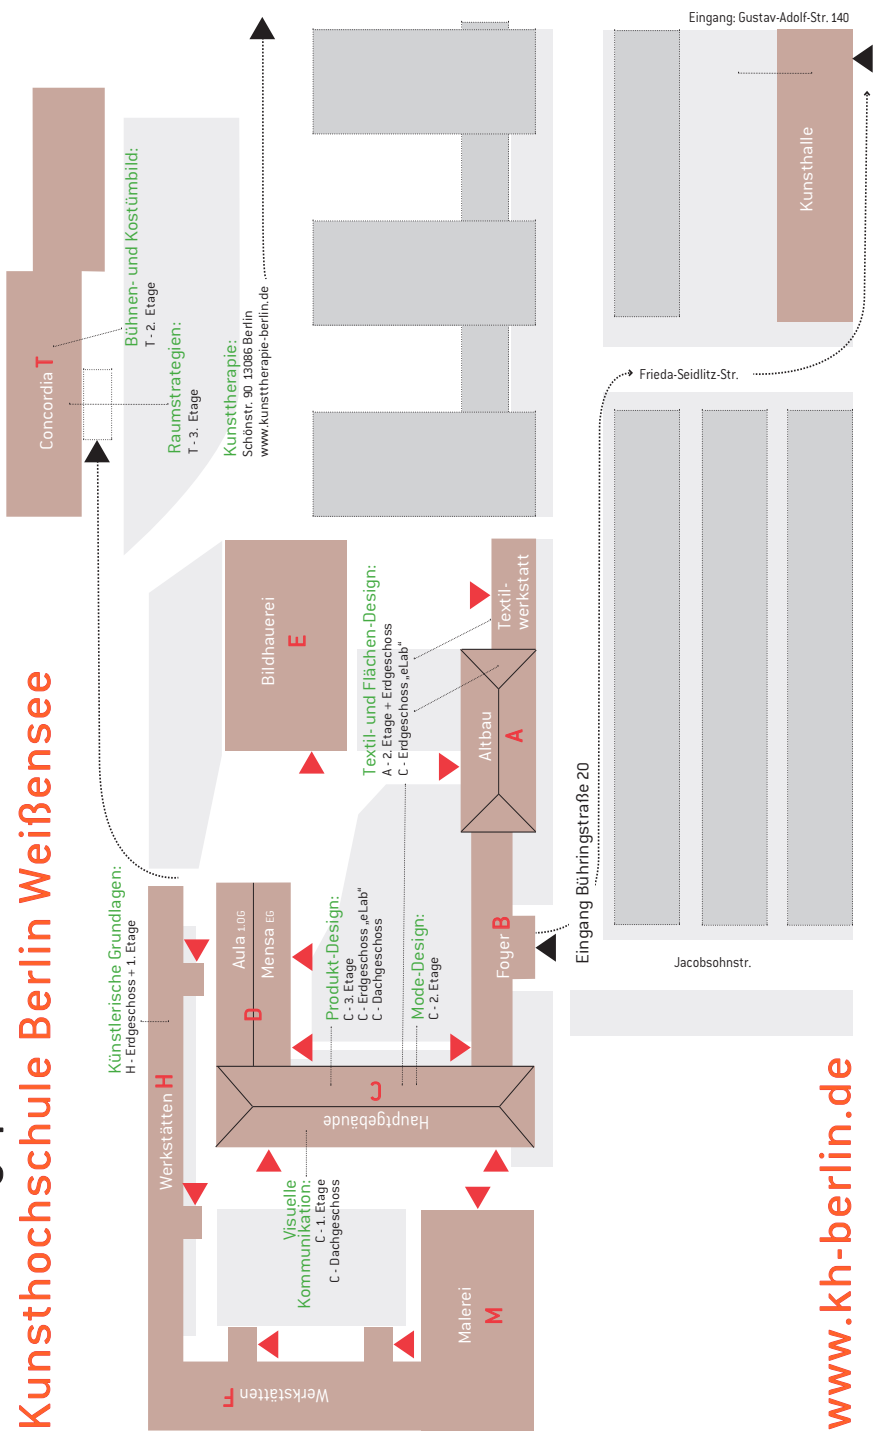 Kunsthochschule Berlin Weißensee
Concordia T
Bühnen- und Kostümbild:
T - 2. Etage
Raumstrategien:
T - 3. Etage
Kunsttherapie:
Schönstr. 90 13086 Berlin
www.kunsttherapie-berlin.de
Künstlerische Grundlagen:
H - Erdgeschoss + 1. Etage
Werkstätten H
Aula 1.OG
Mensa EG
D
Bildhauerei
E
Textil- und Flächen-Design:
A - 2. Etage + Erdgeschoss
C - Erdgeschoss „eLab“
Textil-
werkstatt
Altbau
A
Produkt-Design:
C - 3. Etage
C - Erdgeschoss „eLab“
C - Dachgeschoss
Mode-Design:
C - 2. Etage
Foyer B
Hauptgebäude
C
Visuelle
Kommunikation:
C - 1. Etage
C - Dachgeschoss
Werkstätten F
Malerei
M
Eingang Bühringstraße 20
Jacobsohnstr.
Frieda-Seidlitz-Str.
Kunsthalle
Eingang: Gustav-Adolf-Str. 140
www.kh-berlin.de